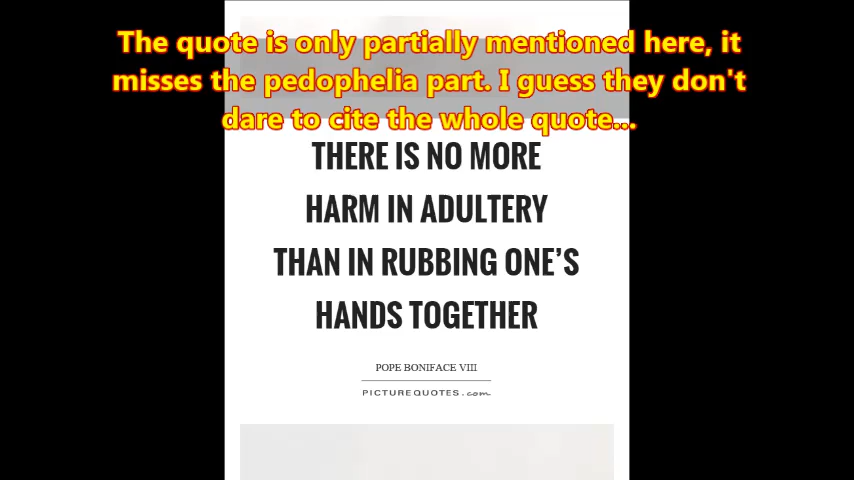 The quote is only partially mentioned here, it
misses the pedophelia part. I guess they don't
dare to cite the whole quote...
THERE IS NO MORE
HARM IN ADULTERY
THAN IN RUBBING ONE'S
HANDS TOGETHER
POPE BONIFACE VIII
PICTUREQUOTES.com